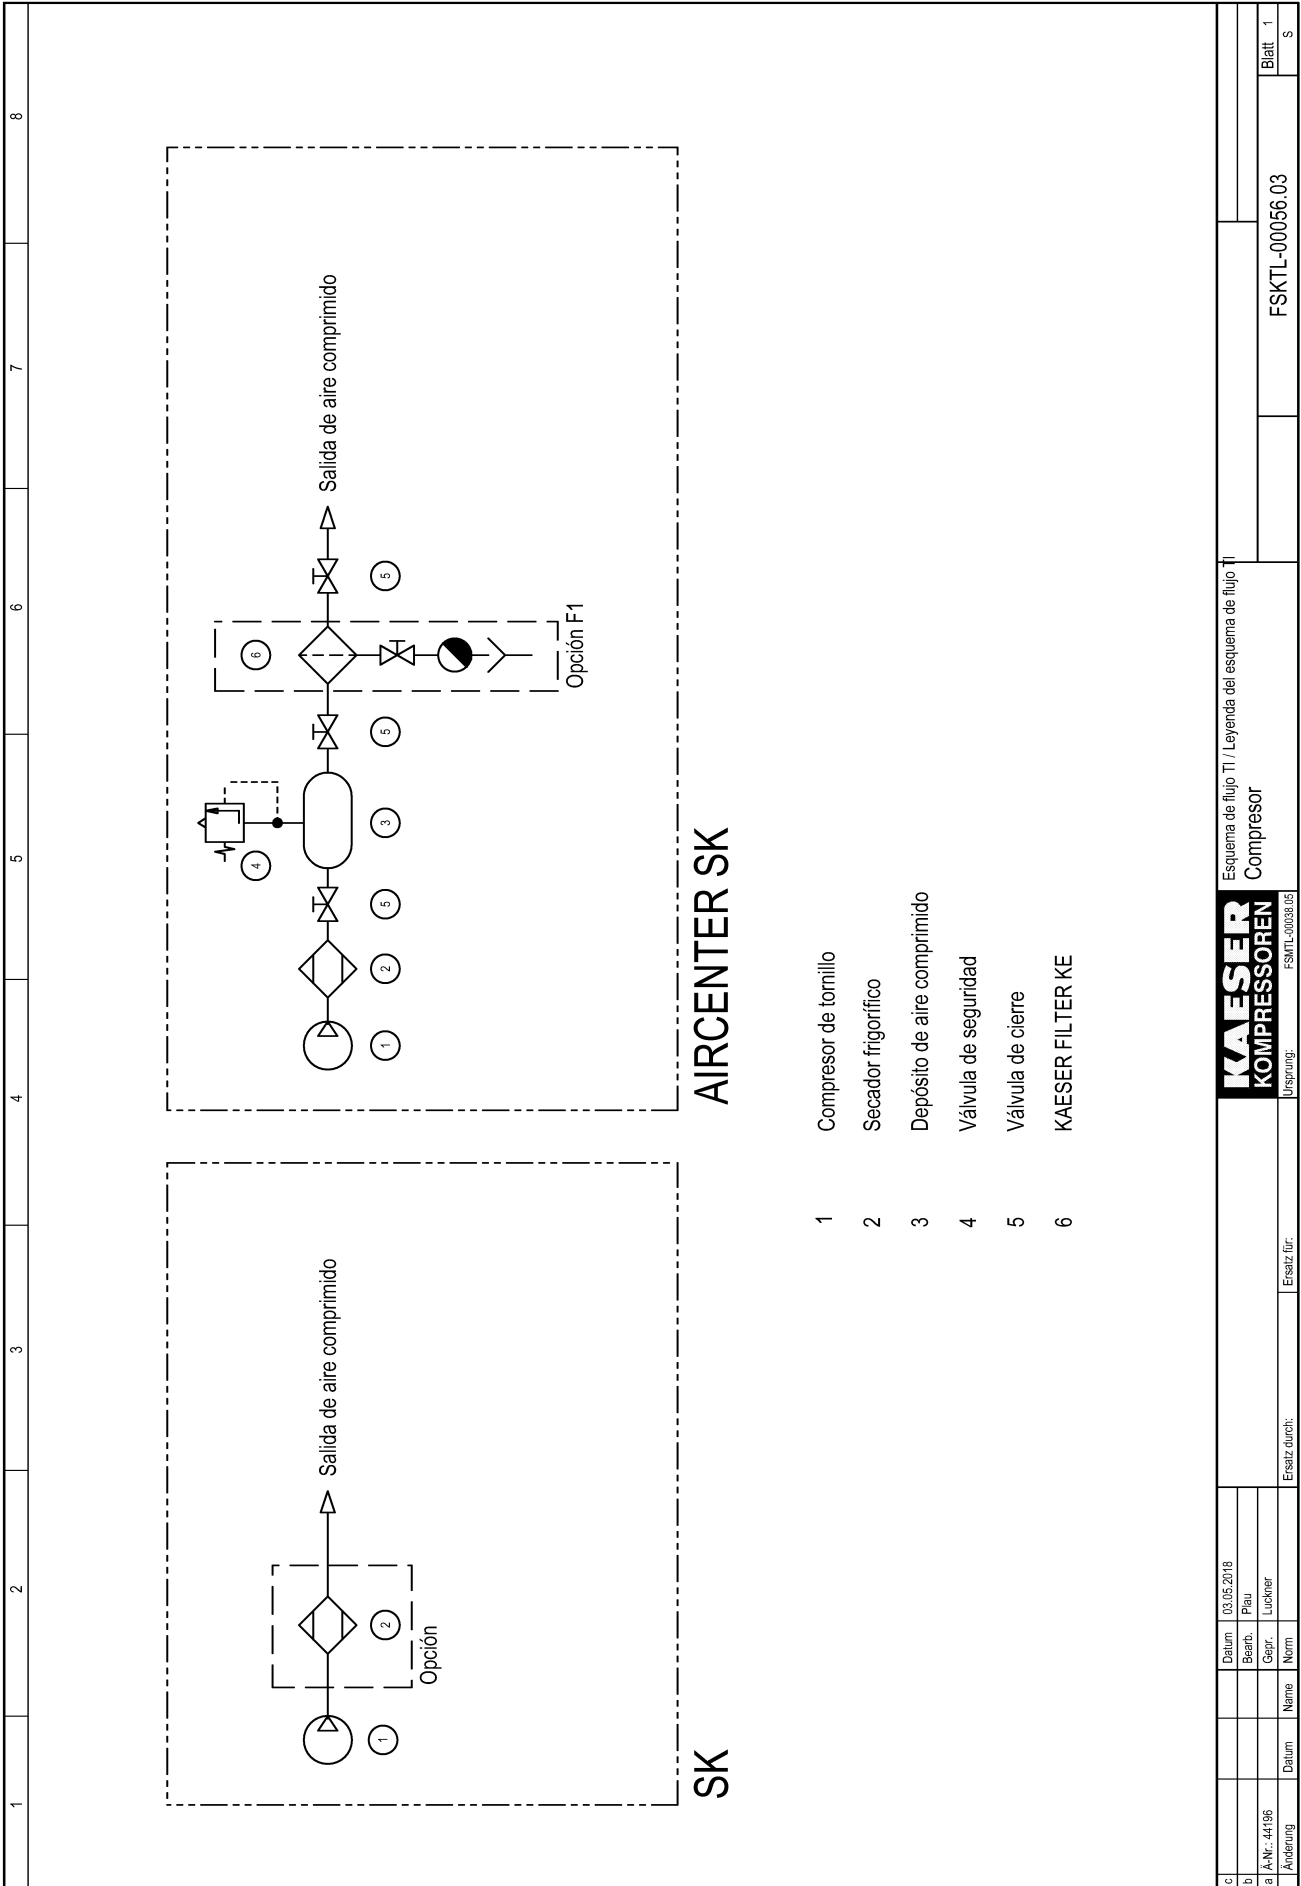 1
2
3
4
5
6
7
8
Salida de aire comprimido
1
2
Opción
SK
4
6
Salida de aire comprimido
1
2
5
3
5
5
Opción F1
AIRCENTER SK
1 Compresor de tornillo
2 Secador frigorífico
3 Depósito de aire comprimido
4 Válvula de seguridad
5 Válvula de cierre
6 KAESER FILTER KE
c
b
a Ä-Nr.: 44196
Änderung Datum Name
Datum 03.05.2018
Bearb. Plau
Gepr. Luckner
Norm
Ersatz durch:
Ersatz für:
KAESER
KOMPRESSOREN
Ursprung: FSMTL-00038.05
Esquema de flujo TI / Leyenda del esquema de flujo TI
Compresor
FSKTL-00056.03
Blatt 1
S